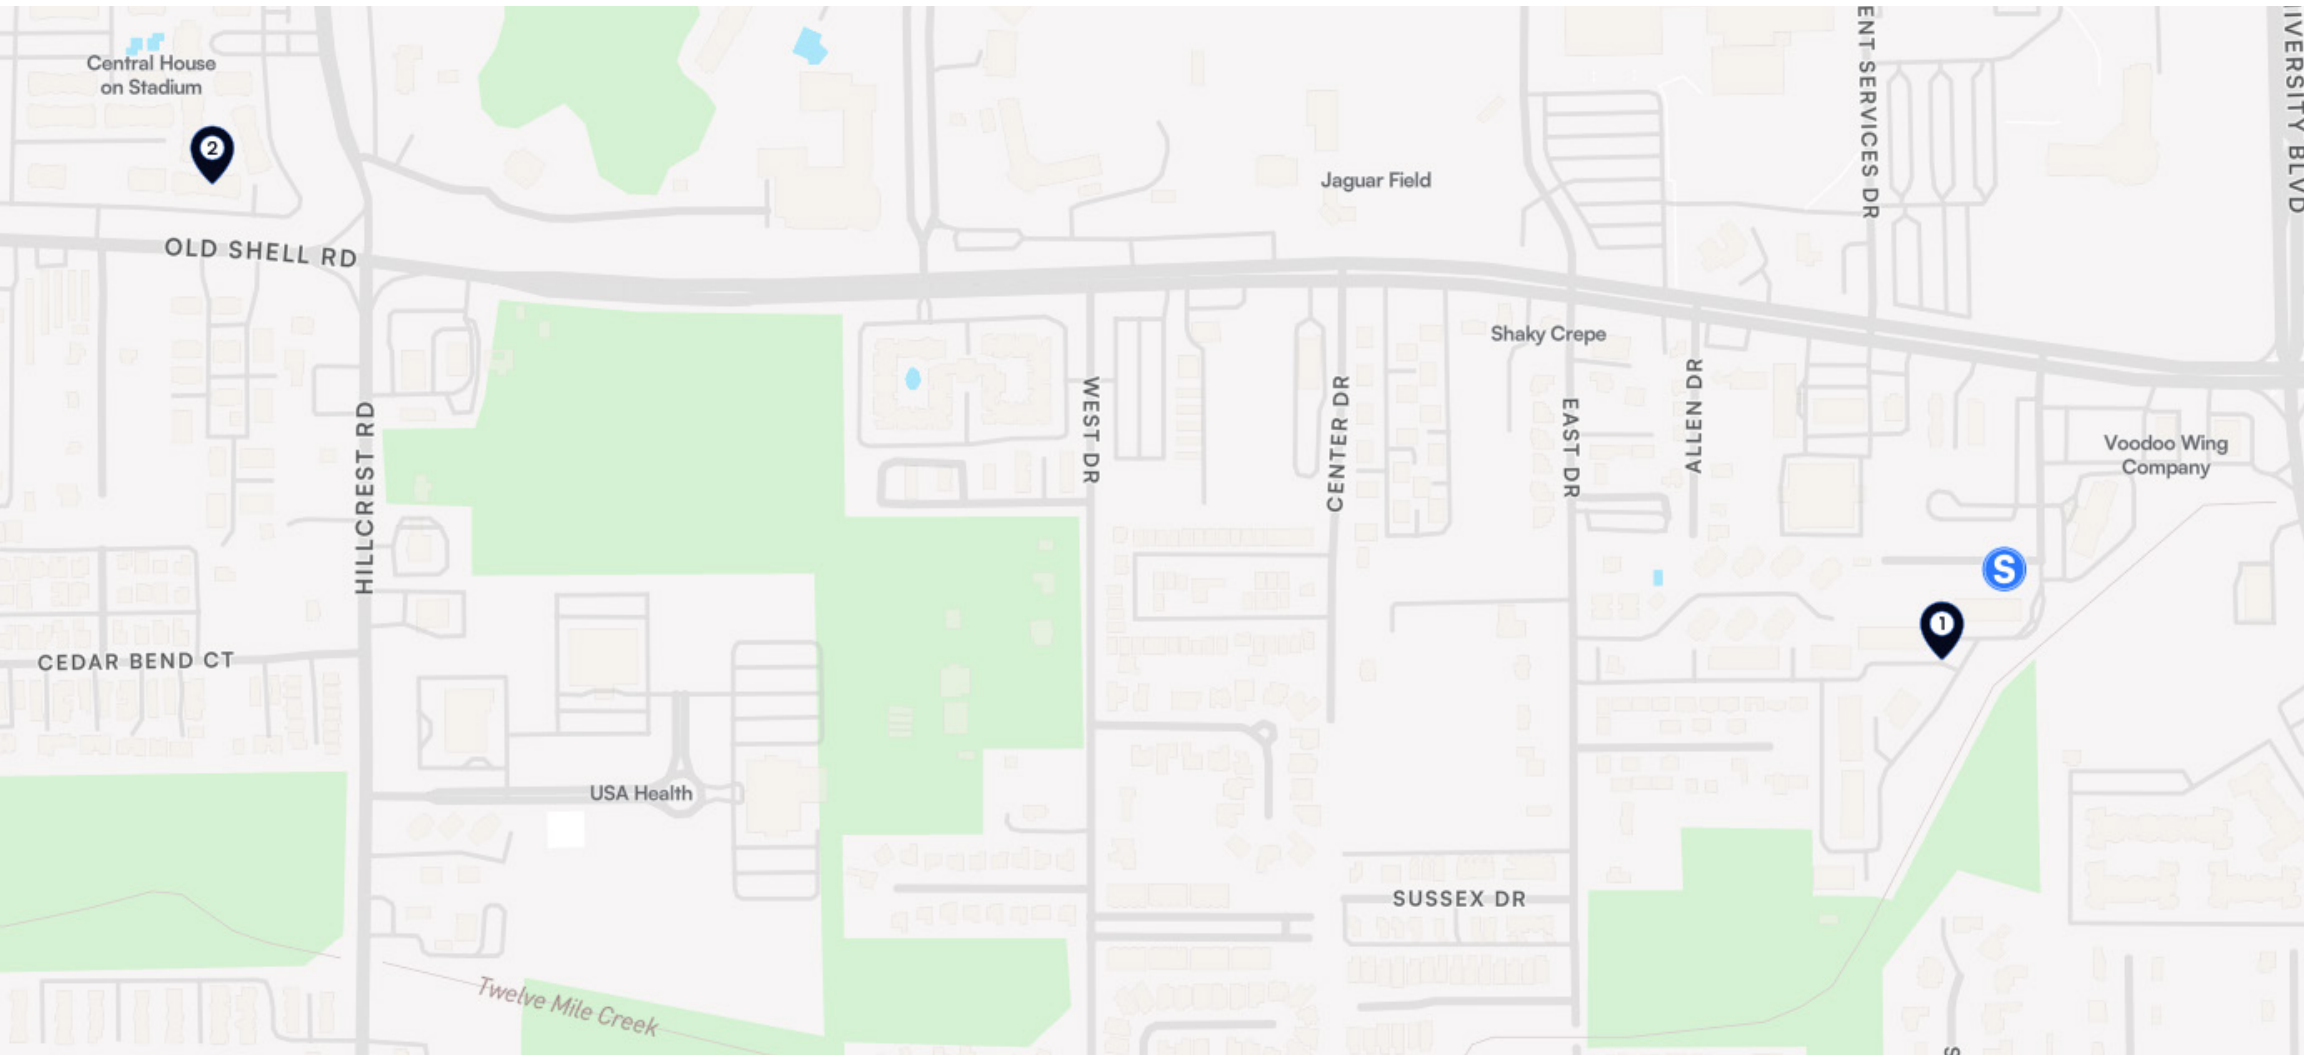 ENT SERVICES DR
IVERSITY BLVD
Central House
on Stadium
2
Jaguar Field
OLD SHELL RD
Shaky Crepe
HILLCREST RD
WEST DR
CENTER DR
EAST DR
ALLEN DR
Voodoo Wing
Company
S
1
CEDAR BEND CT
USA Health
SUSSEX DR
Twelve Mile Creek
S